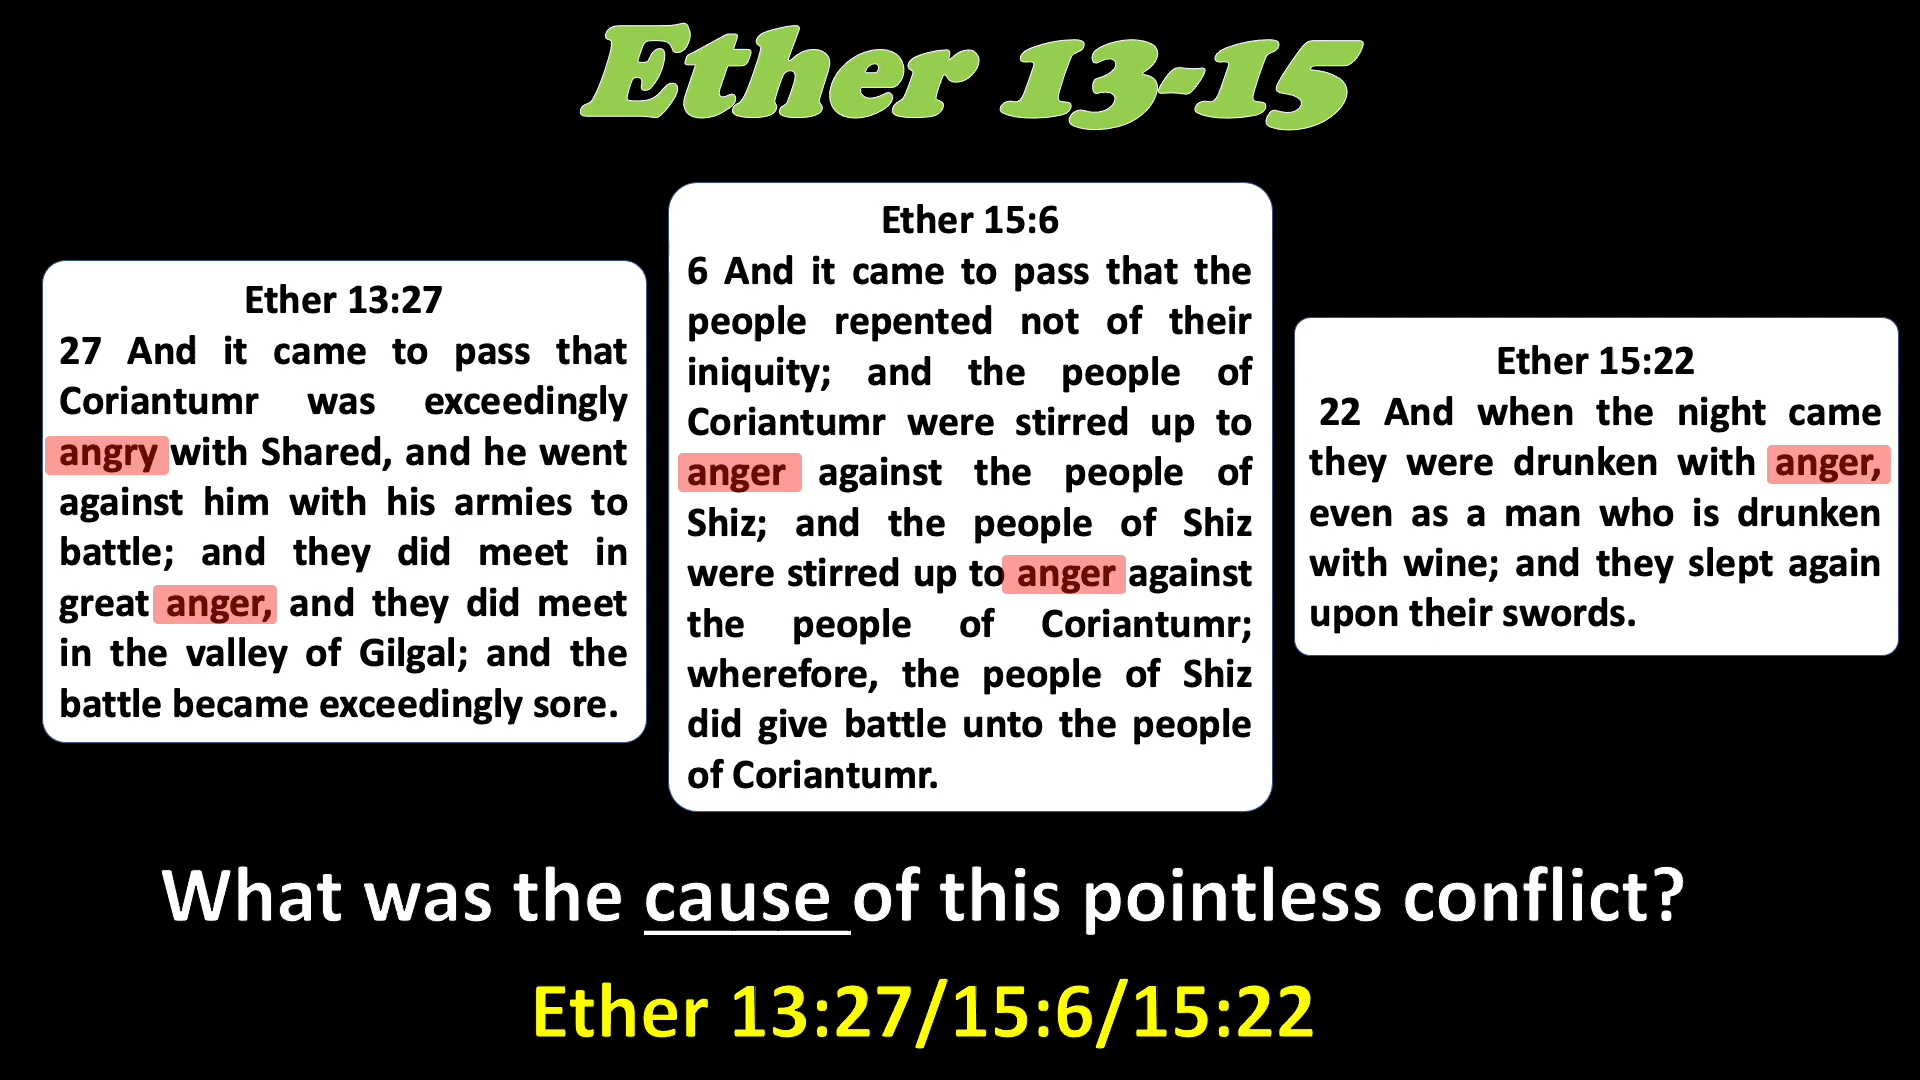 Ether 13-15
Ether 13:27
27 And it came to pass that
Coriantumr was exceedingly
angry with Shared, and he went
against him with his armies to
battle; and they did meet in
great anger, and they did meet
in the valley of Gilgal; and the
battle became exceedingly sore.
Ether 15:6
6 And it came to pass that the
people repented not of their
iniquity; and the people of
Coriantumr were stirred up to
anger against the people of
Shiz; and the people of Shiz
were stirred up to anger against
the people of Coriantumr;
wherefore, the people of Shiz
did give battle unto the people
of Coriantumr.
Ether 15:22
22 And when the night came
they were drunken with anger,
even as a man who is drunken
with wine; and they slept again
upon their swords.
What was the cause of this pointless conflict?
Ether 13:27/15:6/15:22